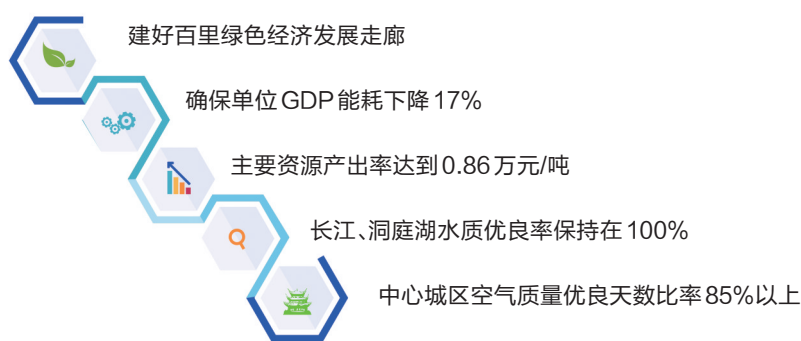 建好百里绿色经济发展走廊
确保单位GDP能耗下降17%
主要资源产出率达到0.86万元/吨
长江、洞庭湖水质优良率保持在100%
中心城区空气质量优良天数比率85%以上